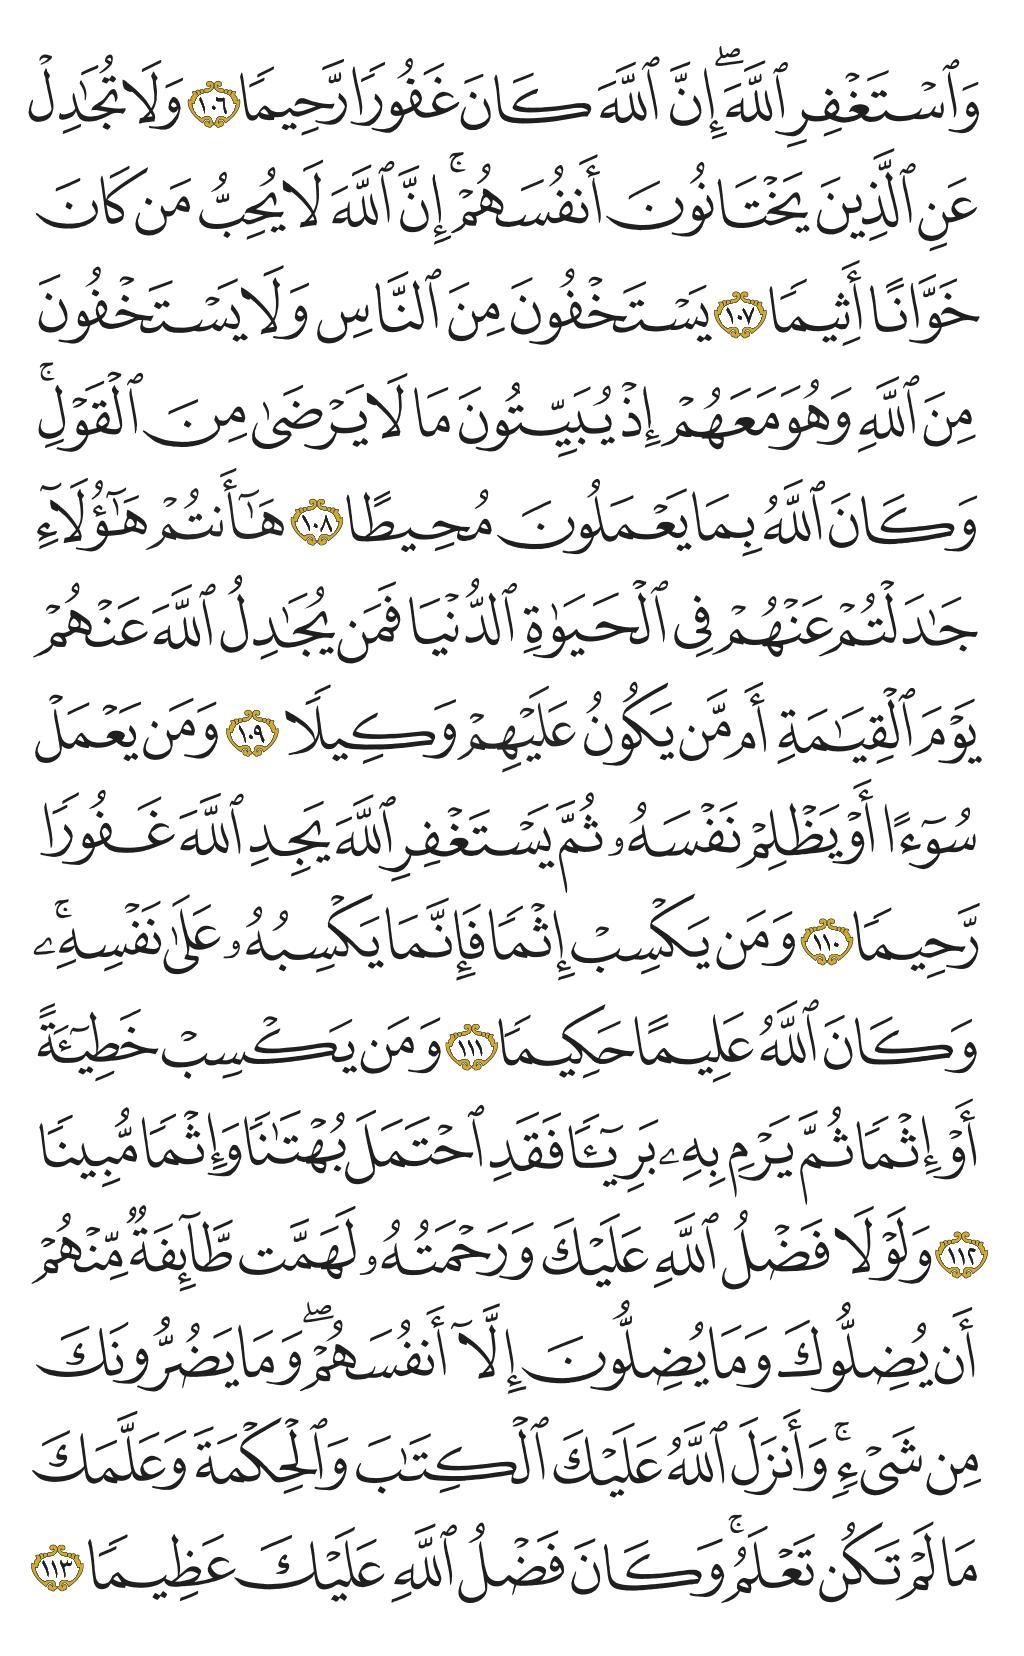 وَٱسۡتَغۡفِرِ ٱللَّهَۖ إِنَّ ٱللَّهَ كَانَ غَفُورٗا رَّحِيمٗا ١٠٦ وَلَا تُجَٰدِلۡ
عَنِ ٱلَّذِينَ يَخۡتَانُونَ أَنفُسَهُمۡۚ إِنَّ ٱللَّهَ لَا يُحِبُّ مَن كَانَ
خَوَّانًا أَثِيمٗا ١٠٧ يَسۡتَخۡفُونَ مِنَ ٱلنَّاسِ وَلَا يَسۡتَخۡفُونَ
مِنَ ٱللَّهِ وَهُوَ مَعَهُمۡ إِذۡ يُبَيِّتُونَ مَا لَا يَرۡضَىٰ مِنَ ٱلۡقَوۡلِۚ
وَكَانَ ٱللَّهُ بِمَا يَعۡمَلُونَ مُحِيطًا ١٠٨ هَٰٓأَنتُمۡ هَٰٓؤُلَآءِ
جَٰدَلۡتُمۡ عَنۡهُمۡ فِي ٱلۡحَيَوٰةِ ٱلدُّنۡيَا فَمَن يُجَٰدِلُ ٱللَّهَ عَنۡهُمۡ
يَوۡمَ ٱلۡقِيَٰمَةِ أَم مَّن يَكُونُ عَلَيۡهِمۡ وَكِيلٗا ١٠٩ وَمَن يَعۡمَلۡ
سُوٓءًا أَوۡ يَظۡلِمۡ نَفۡسَهُۥ ثُمَّ يَسۡتَغۡفِرِ ٱللَّهَ يَجِدِ ٱللَّهَ غَفُورٗا
رَّحِيمٗا ١١٠ وَمَن يَكۡسِبۡ إِثۡمٗا فَإِنَّمَا يَكۡسِبُهُۥ عَلَىٰ نَفۡسِهِۦۚ
وَكَانَ ٱللَّهُ عَلِيمًا حَكِيمٗا ١١١ وَمَن يَكۡسِبۡ خَطِيٓـَٔةً
أَوۡ إِثۡمٗا ثُمَّ يَرۡمِ بِهِۦ بَرِيٓـٔٗا فَقَدِ ٱحۡتَمَلَ بُهۡتَٰنٗا وَإِثۡمٗا مُّبِينٗا
١١٢ وَلَوۡلَا فَضۡلُ ٱللَّهِ عَلَيۡكَ وَرَحۡمَتُهُۥ لَهَمَّت طَّآئِفَةٞ مِّنۡهُمۡ
أَن يُضِلُّوكَ وَمَا يُضِلُّونَ إِلَّآ أَنفُسَهُمۡۖ وَمَا يَضُرُّونَكَ
مِن شَيۡءٖۚ وَأَنزَلَ ٱللَّهُ عَلَيۡكَ ٱلۡكِتَٰبَ وَٱلۡحِكۡمَةَ وَعَلَّمَكَ
مَا لَمۡ تَكُن تَعۡلَمُۚ وَكَانَ فَضۡلُ ٱللَّهِ عَلَيۡكَ عَظِيمٗا ١١٣